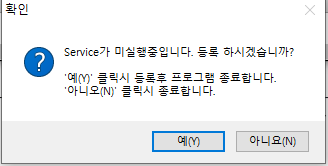 확인
Service가 미실행중입니다. 등록 하시겠습니까?
'예(Y)' 클릭시 등록후 프로그램 종료합니다.
'아니오(N)' 클릭시 종료합니다.
예(Y)
아니요(N)